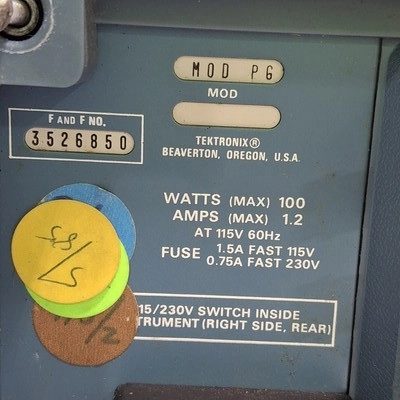 MOD PG
MOD
F AND F NO.
3526850
TEKTRONIX®
BEAVERTON, OREGON, U.S.A.
WATTS (MAX) 100
AMPS (MAX) 1.2
AT 115V 60Hz
FUSE 1.5A FAST 115V
0.75A FAST 230V
15/230V SWITCH INSIDE
TRUMENT (RIGHT SIDE, REAR)